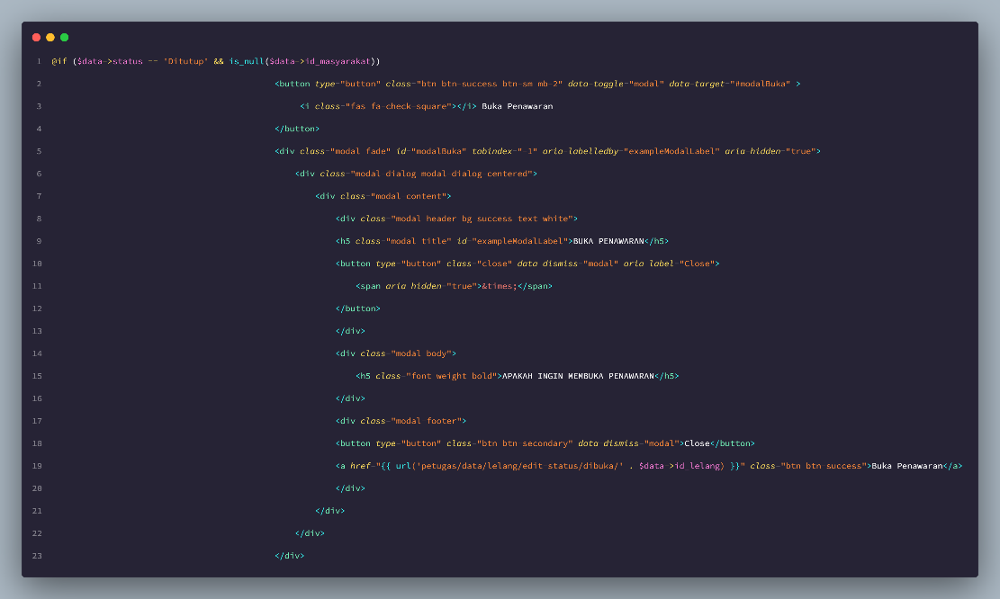 1 @if ($data->status == 'Ditutup' && is_null($data->id_masyarakat))
2 <button type="button" class="btn btn-success btn-sm mb-2" data-toggle="modal" data-target="#modalBuka" >
3 <i class="fas fa-check-square"></i> Buka Penawaran
4 </button>
5 <div class="modal fade" id="modalBuka" tabindex="-1" aria-labelledby="exampleModalLabel" aria-hidden="true">
6 <div class="modal-dialog modal-dialog-centered">
7 <div class="modal-content">
8 <div class="modal-header bg-success text-white">
9 <h5 class="modal-title" id="exampleModalLabel">BUKA PENAWARAN</h5>
10 <button type="button" class="close" data-dismiss="modal" aria-label="Close">
11 <span aria-hidden="true">&times;</span>
12 </button>
13 </div>
14 <div class="modal-body">
15 <h5 class="font-weight-bold">APAKAH INGIN MEMBUKA PENAWARAN</h5>
16 </div>
17 <div class="modal-footer">
18 <button type="button" class="btn btn-secondary" data-dismiss="modal">Close</button>
19 <a href="{{ url('petugas/data/lelang/edit-status/dibuka/' . $data->id_lelang) }}" class="btn btn-success">Buka Penawaran</a>
20 </div>
21 </div>
22 </div>
23 </div>